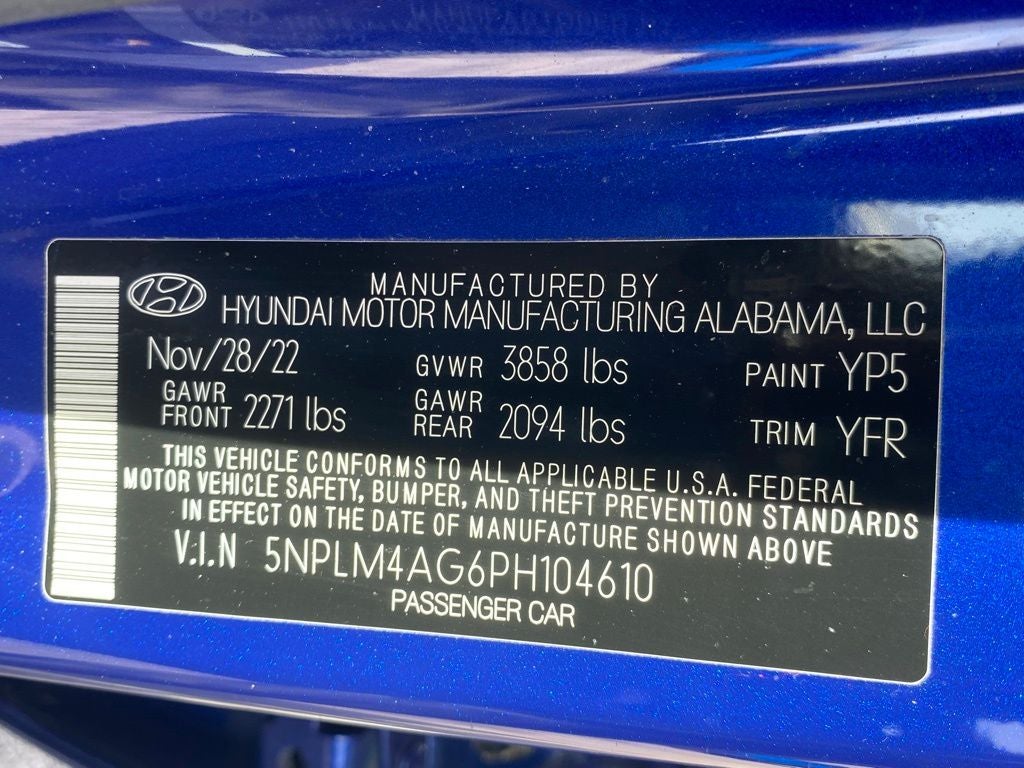 MANUFACTURED BY
HYUNDAI MOTOR MANUFACTURING ALABAMA, LLC
Nov/28/22 GVWR 3858 lbs PAINT YP5
GAWR FRONT 2271 lbs GAWR REAR 2094 lbs TRIM YFR
THIS VEHICLE CONFORMS TO ALL APPLICABLE U.S.A. FEDERAL
MOTOR VEHICLE SAFETY, BUMPER, AND THEFT PREVENTION STANDARDS
IN EFFECT ON THE DATE OF MANUFACTURE SHOWN ABOVE
V.I.N 5NPLM4AG6PH104610
PASSENGER CAR